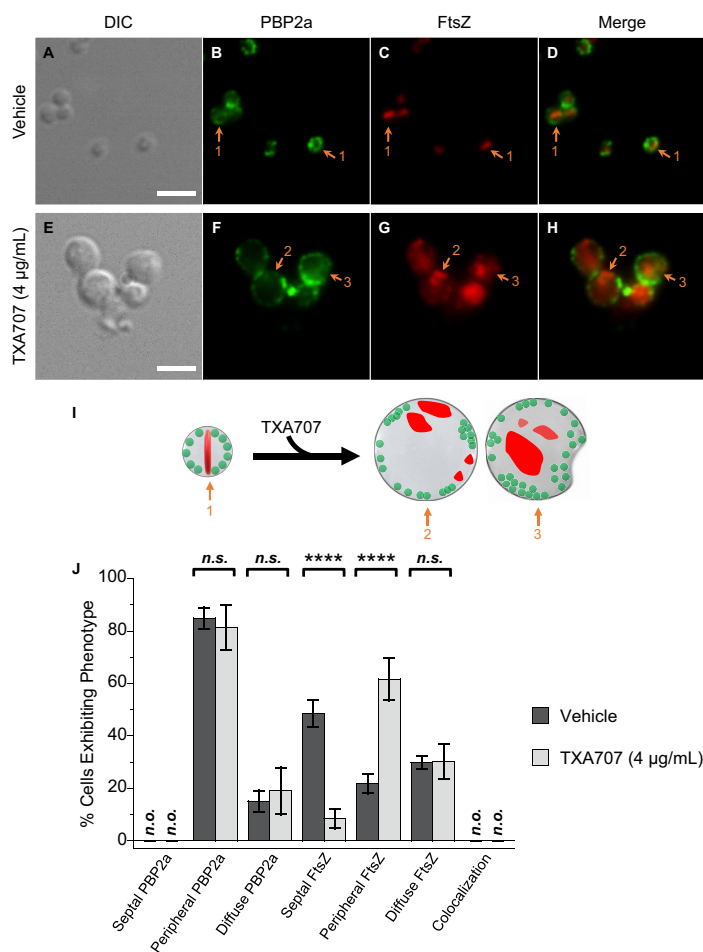 DIC PBP2a FtsZ Merge
Vehicle
A B C D
1 1 1 1 1 1
TXA707 (4 µg/mL)
E F G H
2 3 2 3
I
TXA707
1 2 3
J
n.s. n.s. **** **** n.s.
% Cells Exhibiting Phenotype
100
80
60
40
20
0
n.o. n.o. n.o. n.o.
Septal PBP2a
Peripheral PBP2a
Diffuse PBP2a
Septal FtsZ
Peripheral FtsZ
Diffuse FtsZ
Colocalization
Vehicle
TXA707 (4 µg/mL)